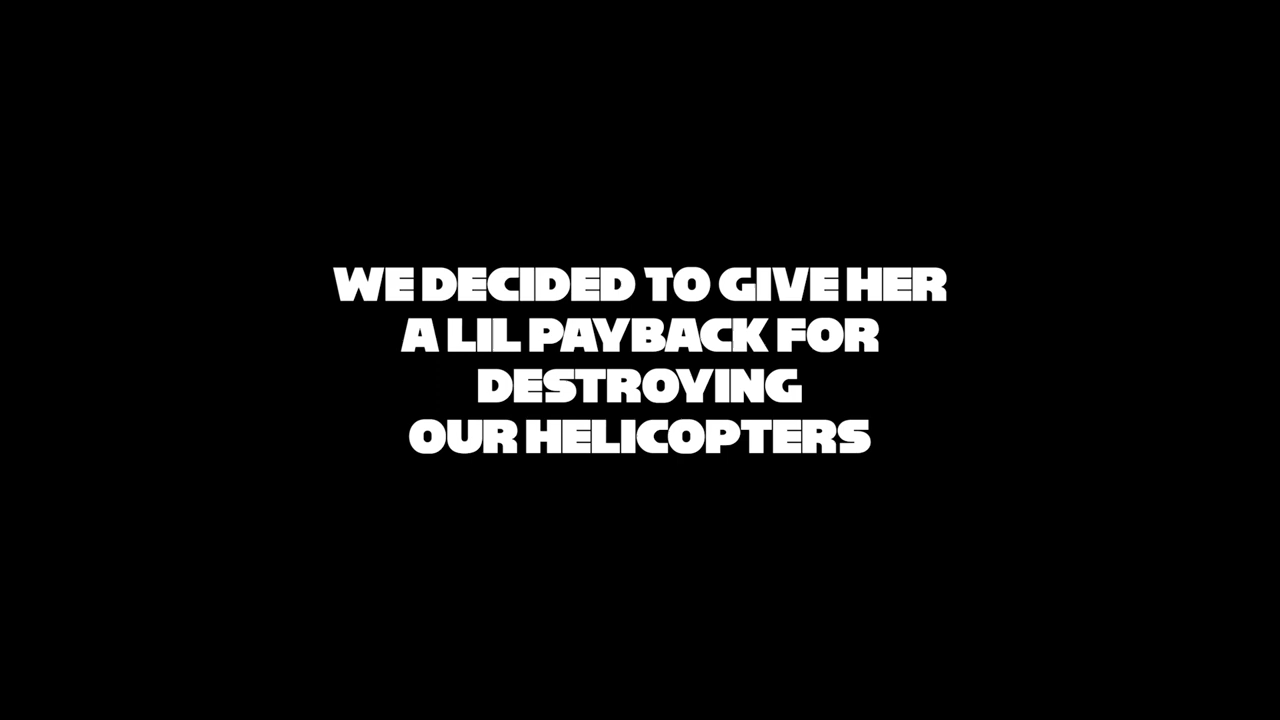 WE DECIDED TO GIVE HER
A LIL PAYBACK FOR
DESTROYING
OUR HELICOPTERS